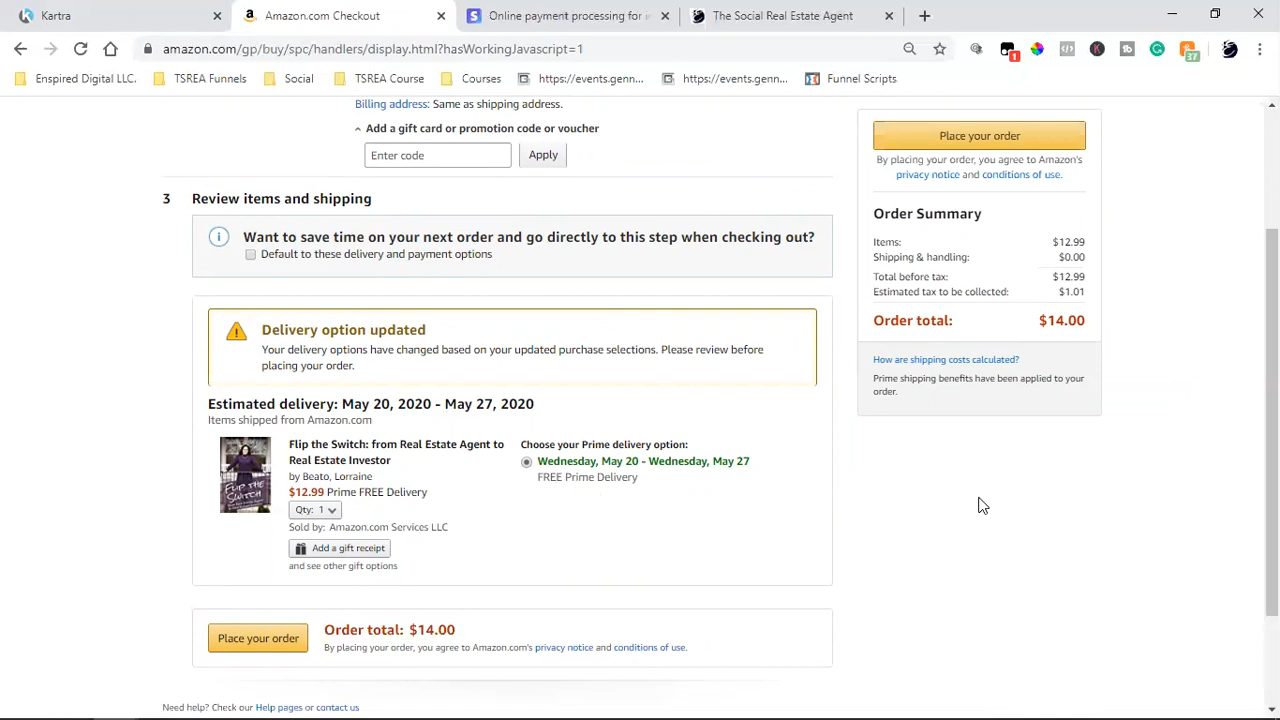 Kartra
Amazon.com Checkout
Online payment processing for in
The Social Real Estate Agent
amazon.com/gp/buy/spc/handlers/display.html?hasWorkingJavascript=1
1
37
Enspired Digital LLC.
TSREA Funnels
Social
TSREA Course
Courses
https://events.genn...
https://events.genn...
Funnel Scripts
Billing address: Same as shipping address.
Add a gift card or promotion code or voucher
Enter code
Apply
3 Review items and shipping
Want to save time on your next order and go directly to this step when checking out?
Default to these delivery and payment options
Delivery option updated
Your delivery options have changed based on your updated purchase selections. Please review before
placing your order.
Estimated delivery: May 20, 2020 - May 27, 2020
Items shipped from Amazon.com
FLIP THE
SWITCH
Flip the Switch: from Real Estate Agent to
Real Estate Investor
by Beato, Lorraine
$12.99 Prime FREE Delivery
Qty: 1
Sold by: Amazon.com Services LLC
Add a gift receipt
and see other gift options
Choose your Prime delivery option:
Wednesday, May 20 - Wednesday, May 27
FREE Prime Delivery
Place your order
Order total: $14.00
By placing your order, you agree to Amazon.com's privacy notice and conditions of use.
Need help? Check our Help pages or contact us
Place your order
By placing your order, you agree to Amazon's
privacy notice and conditions of use.
Order Summary
Items: $12.99
Shipping & handling: $0.00
Total before tax: $12.99
Estimated tax to be collected: $1.01
Order total: $14.00
How are shipping costs calculated?
Prime shipping benefits have been applied to your
order.